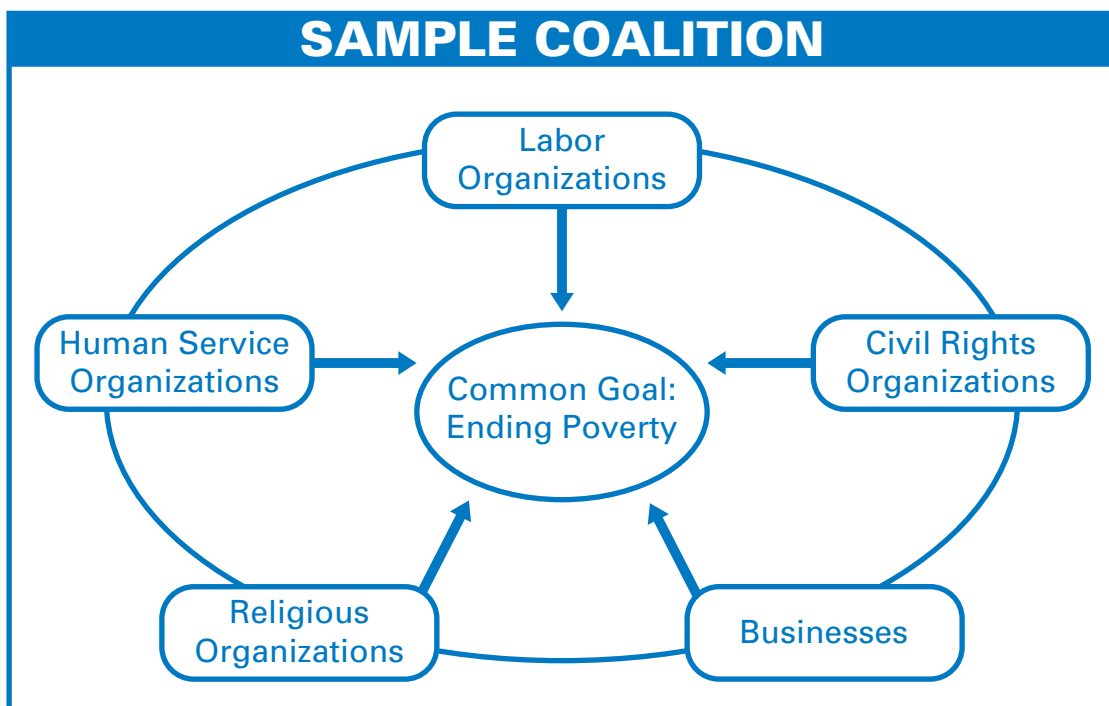 SAMPLE COALITION
Labor
Organizations
Human Service
Organizations
Civil Rights
Organizations
Common Goal:
Ending Poverty
Religious
Organizations
Businesses